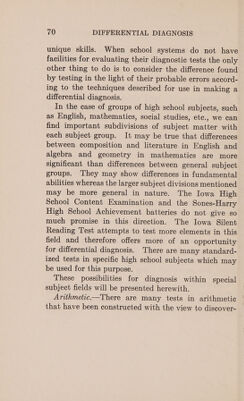 70 DIFFERENTIAL DIAGNOSIS
unique skills. When school systems do not have
facilities for evaluating their diagnostic tests the only
other thing to do is to consider the difference found
by testing in the light of their probable errors accord-
ing to the techniques described for use in making a
differential diagnosis.
In the case of groups of high school subjects, such
as English, mathematics, social studies, etc., we can
find important subdivisions of subject matter with
each subject group. It may be true that differences
between composition and literature in English and
algebra and geometry in mathematics are more
significant than differences between general subject
groups. They may show differences in fundamental
abilities whereas the larger subject divisions mentioned
may be more general in nature. The Iowa High
School Content Examination and the Sones-Harry
High School Achievement batteries do not give so
much promise in this direction. The Iowa Silent
Reading Test attempts to test more elements in this
field and therefore offers more of an opportunity
for differential diagnosis. There are many standard-
ized tests in specific high school subjects which may
be used for this purpose.
These possibilities for diagnosis within special
subject fields will be presented herewith.
Arithmetic.—There are many tests in arithmetic
that have been constructed with the view to discover-